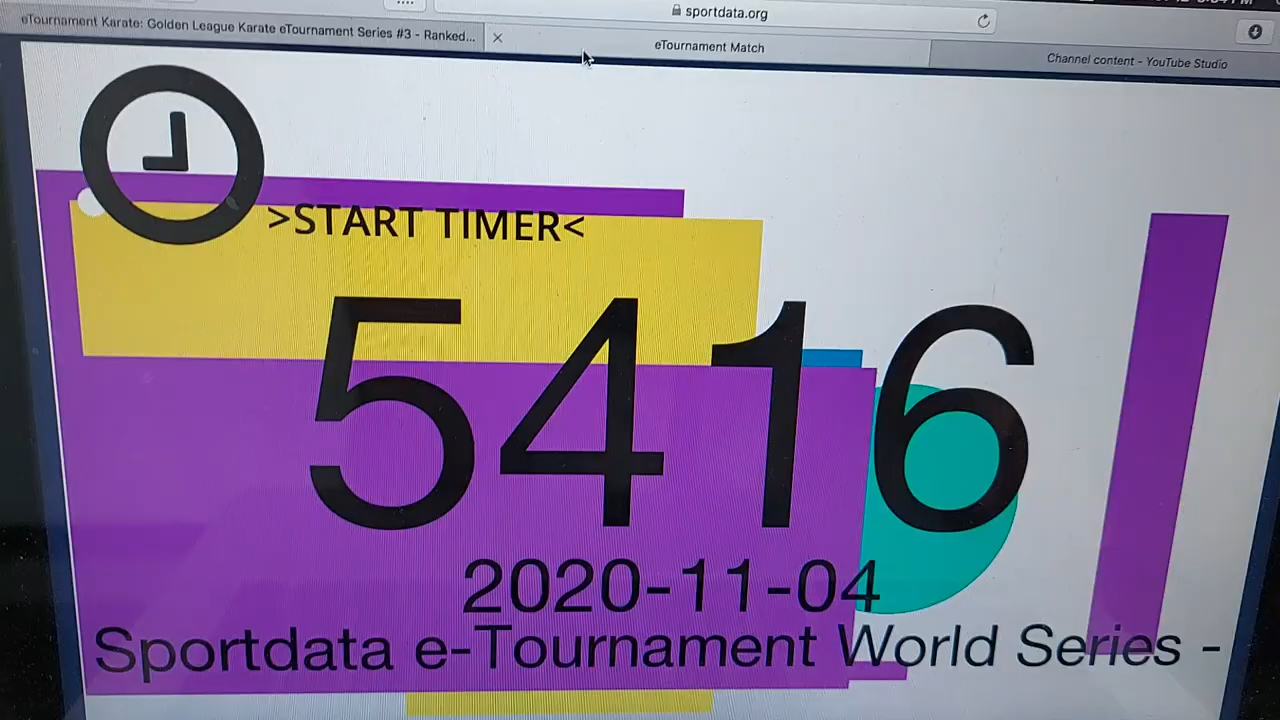 sportdata.org
eTournament Karate: Golden League Karate eTournament Series #3 - Ranked...
eTournament Match
Channel content - YouTube Studio
>START TIMER<
5416
2020-11-04
Sportdata e-Tournament World Series -